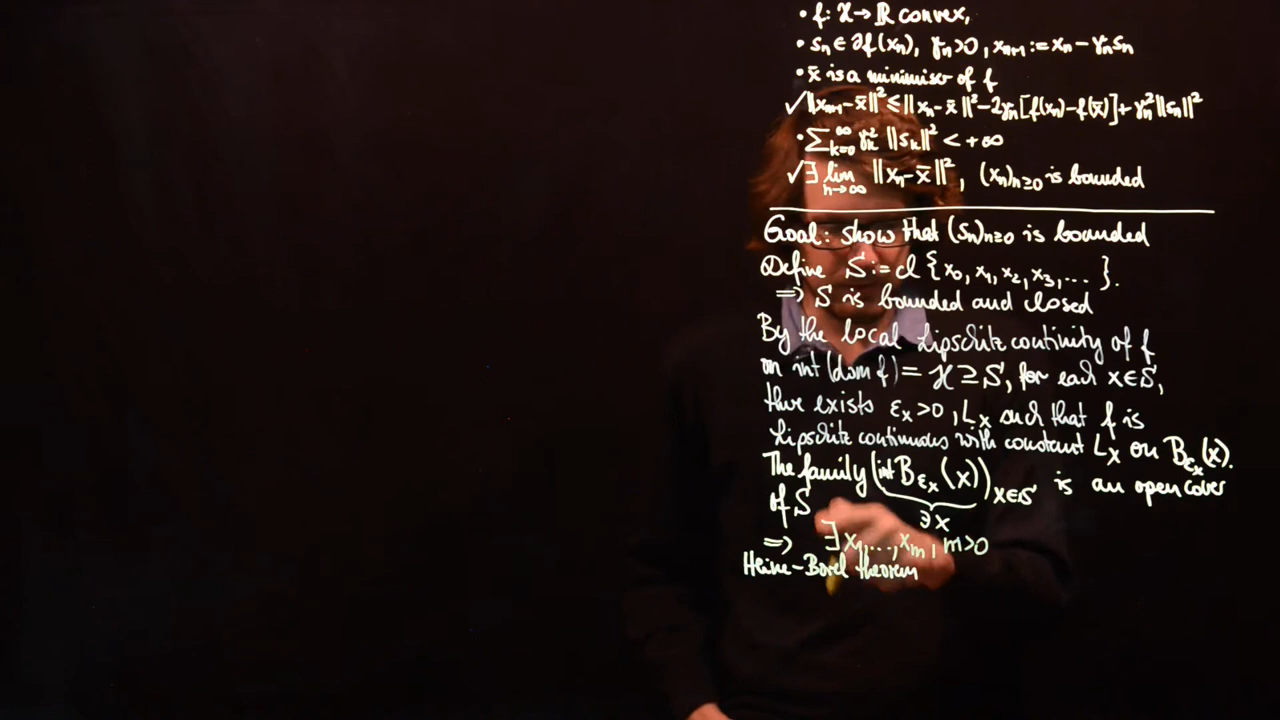 • f: X → ℝ convex,
• sₙ ∈ ∂f(xₙ), γₙ>0, xₙ₊₁ := xₙ − γₙsₙ
• x̄ is a minimiser of f
✓ ‖xₙ₊₁−x̄‖² ≤ ‖xₙ−x̄‖² − 2γₙ[f(xₙ)−f(x̄)] + γₙ²‖sₙ‖²
• ∑_{k=0}^∞ γₖ² ‖sₖ‖² < +∞
✓ ∃ lim_{n→∞} ‖xₙ−x̄‖², (xₙ)ₙ≥₀ is bounded
Goal: show that (sₙ)ₙ≥₀ is bounded
Define S := cl {x₀, x₁, x₂, x₃, ... }.
⇒ S is bounded and closed
By the local Lipschitz continuity of f
on int (dom f) = X ⊇ S, for each x∈S,
there exists εₓ>0, Lₓ such that f is
Lipschitz continuous with constant Lₓ on B_{εₓ}(x).
The family (int B_{εₓ}(x))_{x∈S} is an open cover
∋ x
of S
⇒ ∃ x₁,...,xₘ, m>0
Heine-Borel theorem